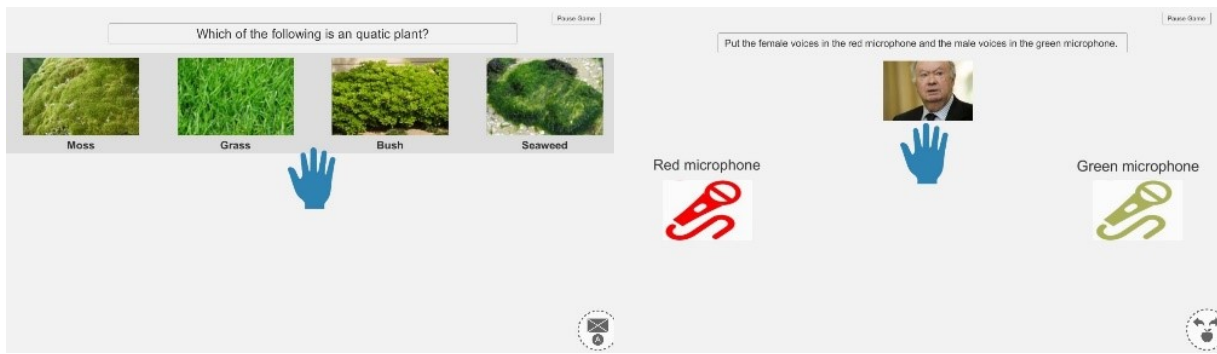 Pause Game
Which of the following is an quatic plant?
Moss
Grass
Bush
Seaweed
A
Pause Game
Put the female voices in the red microphone and the male voices in the green microphone.
Red microphone
Green microphone